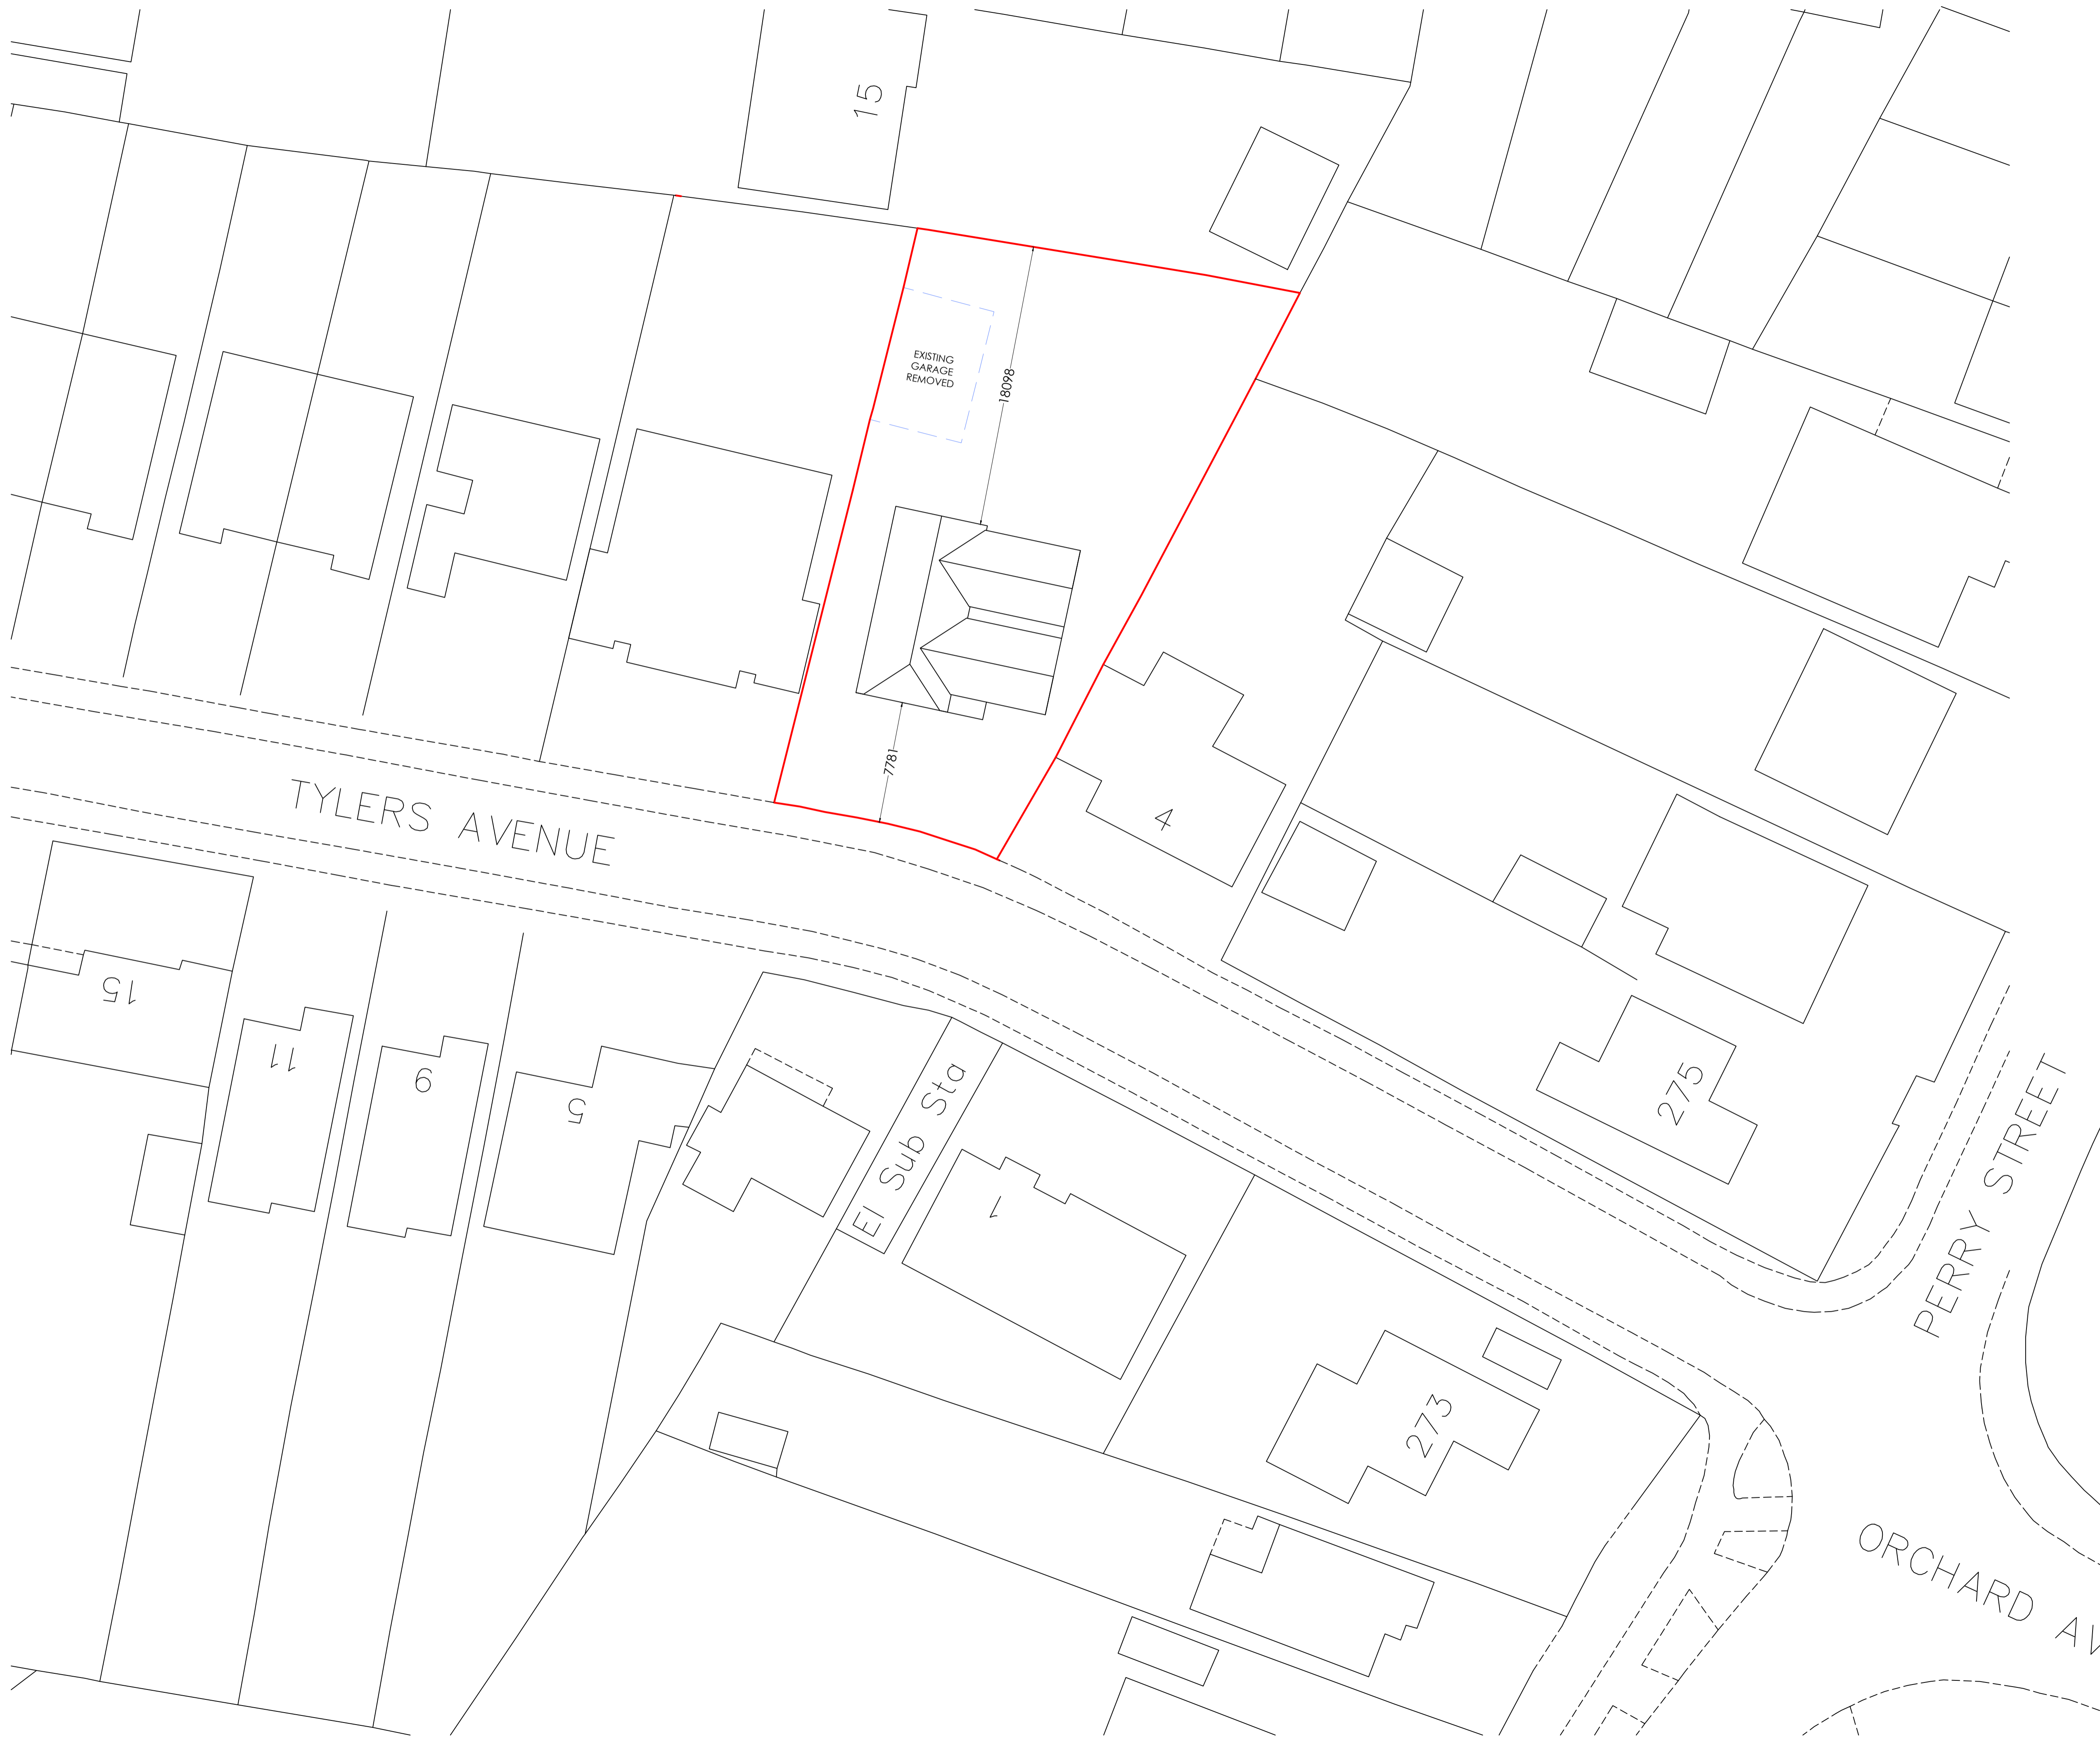 15
EXISTING
GARAGE
REMOVED
18098
7781
TYLERS AVENUE
4
15
11
9
5
El Sub Sta
1
275
PERRY STREET
273
ORCHARD AV